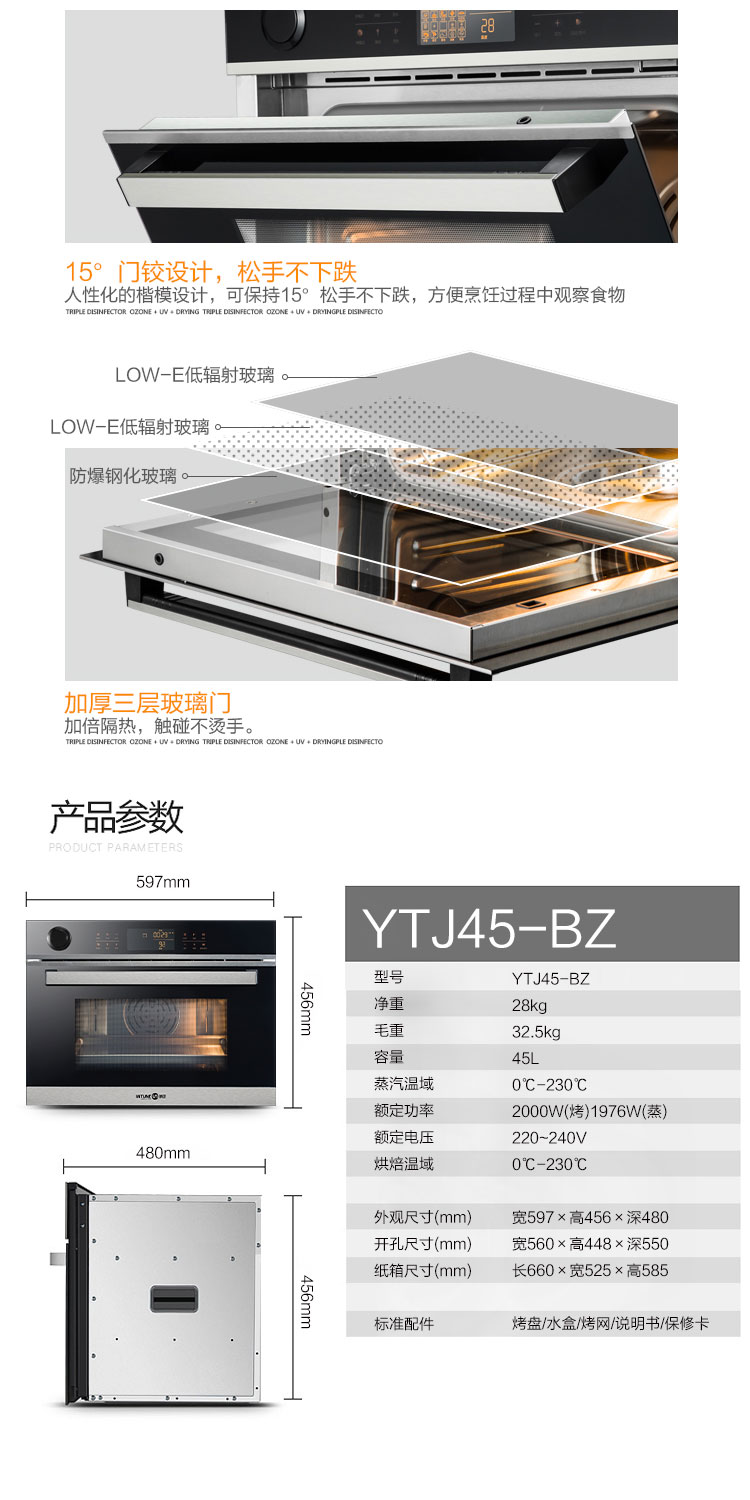 28
15° 门铰设计，松手不下跌
人性化的楷模设计，可保持15° 松手不下跌，方便烹饪过程中观察食物
TRIPLE DISINFECTOR OZONE + UV + DRYING TRIPLE DISINFECTOR OZONE + UV + DRYINGPLE DISINFECTO
LOW-E低辐射玻璃
LOW-E低辐射玻璃
防爆钢化玻璃
加厚三层玻璃门
加倍隔热，触碰不烫手。
TRIPLE DISINFECTOR OZONE + UV + DRYING TRIPLE DISINFECTOR OZONE + UV + DRYINGPLE DISINFECTO
产品参数
PRODUCT PARAMETERS
597mm
456mm
480mm
456mm
YTJ45-BZ
型号 YTJ45-BZ
净重 28kg
毛重 32.5kg
容量 45L
蒸汽温域 0℃-230℃
额定功率 2000W(烤)1976W(蒸)
额定电压 220~240V
烘焙温域 0℃-230℃
外观尺寸(mm) 宽597×高456×深480
开孔尺寸(mm) 宽560×高448×深550
纸箱尺寸(mm) 长660×宽525×高585
标准配件 烤盘/水盒/烤网/说明书/保修卡